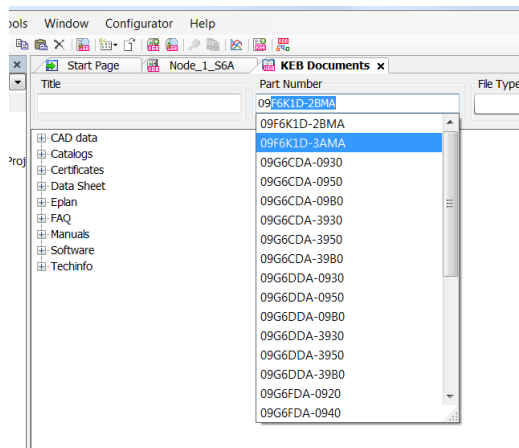 ools Window Configurator Help
Start Page Node_1_S6A KEB Documents x
Title Part Number File Type
09F6K1D-2BMA
09F6K1D-2BMA
09F6K1D-3AMA
09G6CDA-0930
09G6CDA-0950
09G6CDA-09B0
09G6CDA-3930
09G6CDA-3950
09G6CDA-39B0
09G6DDA-0930
09G6DDA-0950
09G6DDA-09B0
09G6DDA-3930
09G6DDA-3950
09G6DDA-39B0
09G6FDA-0920
09G6FDA-0940
CAD data
Catalogs
Certificates
Data Sheet
Eplan
FAQ
Manuals
Software
Techinfo
Proj